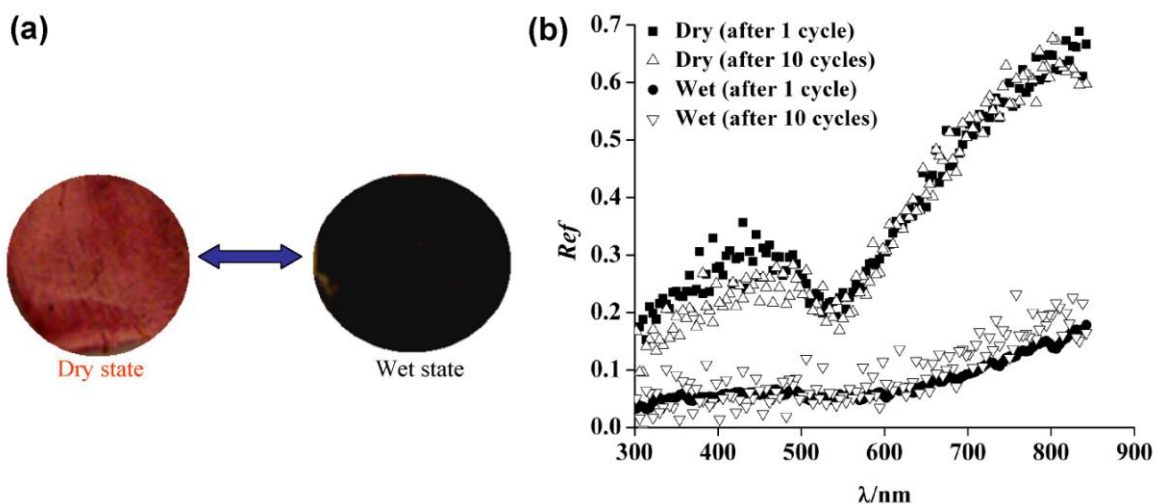 (a)
Dry state
Wet state
(b)
0.7
0.6
0.5
0.4
0.3
0.2
0.1
0.0
Ref
Dry (after 1 cycle)
Dry (after 10 cycles)
Wet (after 1 cycle)
Wet (after 10 cycles)
300 400 500 600 700 800 900
λ/nm